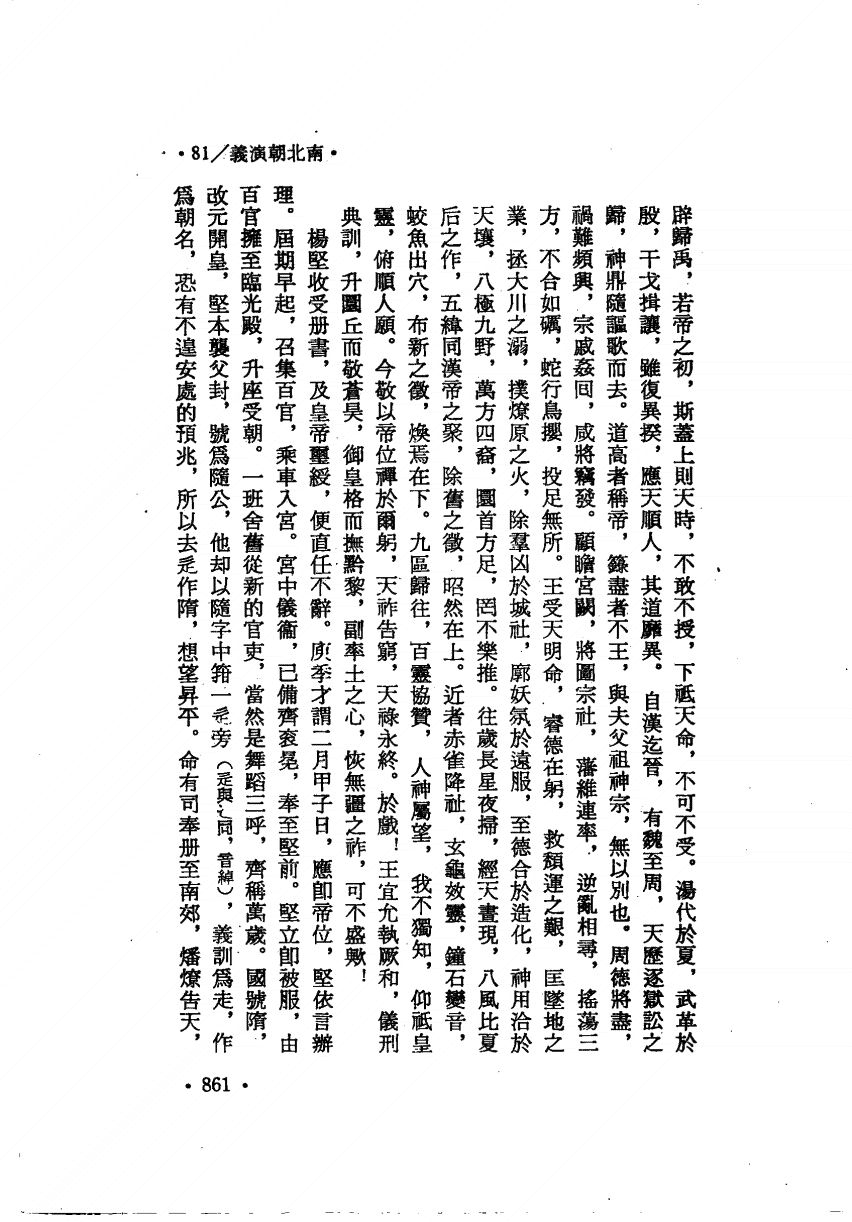 •81/南北朝演義•
辟歸禹，若帝之初，斯蓋上則天時，不敢不授，下祗天命，不可不受。湯代於夏，武革於
殷，干戈揖讓，雖復異揆，應天順人，其道靡異。自漢迄晉，有魏至周，天歷逐獄訟之
歸，神鼎隨謳歌而去。道高者稱帝，籙盡者不王，與夫父祖神宗，無以別也。周德將盡，
禍難頻興，宗戚姦回，咸將竊發。顧瞻宮闕，將圖宗社，藩維連率，逆亂相尋，搖蕩三
方，不合如礪，蛇行鳥攫，投足無所。王受天明命，睿德在躬，救頹運之艱，匡墜地之
業，拯大川之溺，撲燎原之火，除羣凶於城社，廓妖氛於遠服，至德合於造化，神用洽於
天壤，八極九野，萬方四裔，圜首方足，罔不樂推。往歲長星夜掃，經天晝現，八風比夏
后之作，五緯同漢帝之聚，除舊之徵，昭然在上。近者赤雀降祉，玄龜效靈，鐘石變音，
蛟魚出穴，布新之徵，煥焉在下。九區歸往，百靈協贊，人神屬望，我不獨知，仰祗皇
靈，俯順人願。今敬以帝位禪於爾躬，天祚告窮，天祿永終。於戲！王宜允執厥和，儀刑
典訓，升圜丘而敬蒼昊，御皇格而撫黔黎，副率土之心，恢無疆之祚，可不盛歟！
楊堅收受册書，及皇帝璽綬，便直任不辭。庾季才謂二月甲子日，應卽帝位，堅依言辦
理。屆期早起，召集百官，乘車入宮。宮中儀衞，已備齊袞冕，奉至堅前。堅立卽被服，由
百官擁至臨光殿，升座受朝。一班舍舊從新的官吏，當然是舞蹈三呼，齊稱萬歲。國號隋，
改元開皇，堅本襲父封，號爲隨公，他却以隨字中箝一辵旁（辵與辶同，音綽），義訓爲走，作
爲朝名，恐有不遑安處的預兆，所以去辵作隋，想望昇平。命有司奉册至南郊，燔燎告天，
•861•